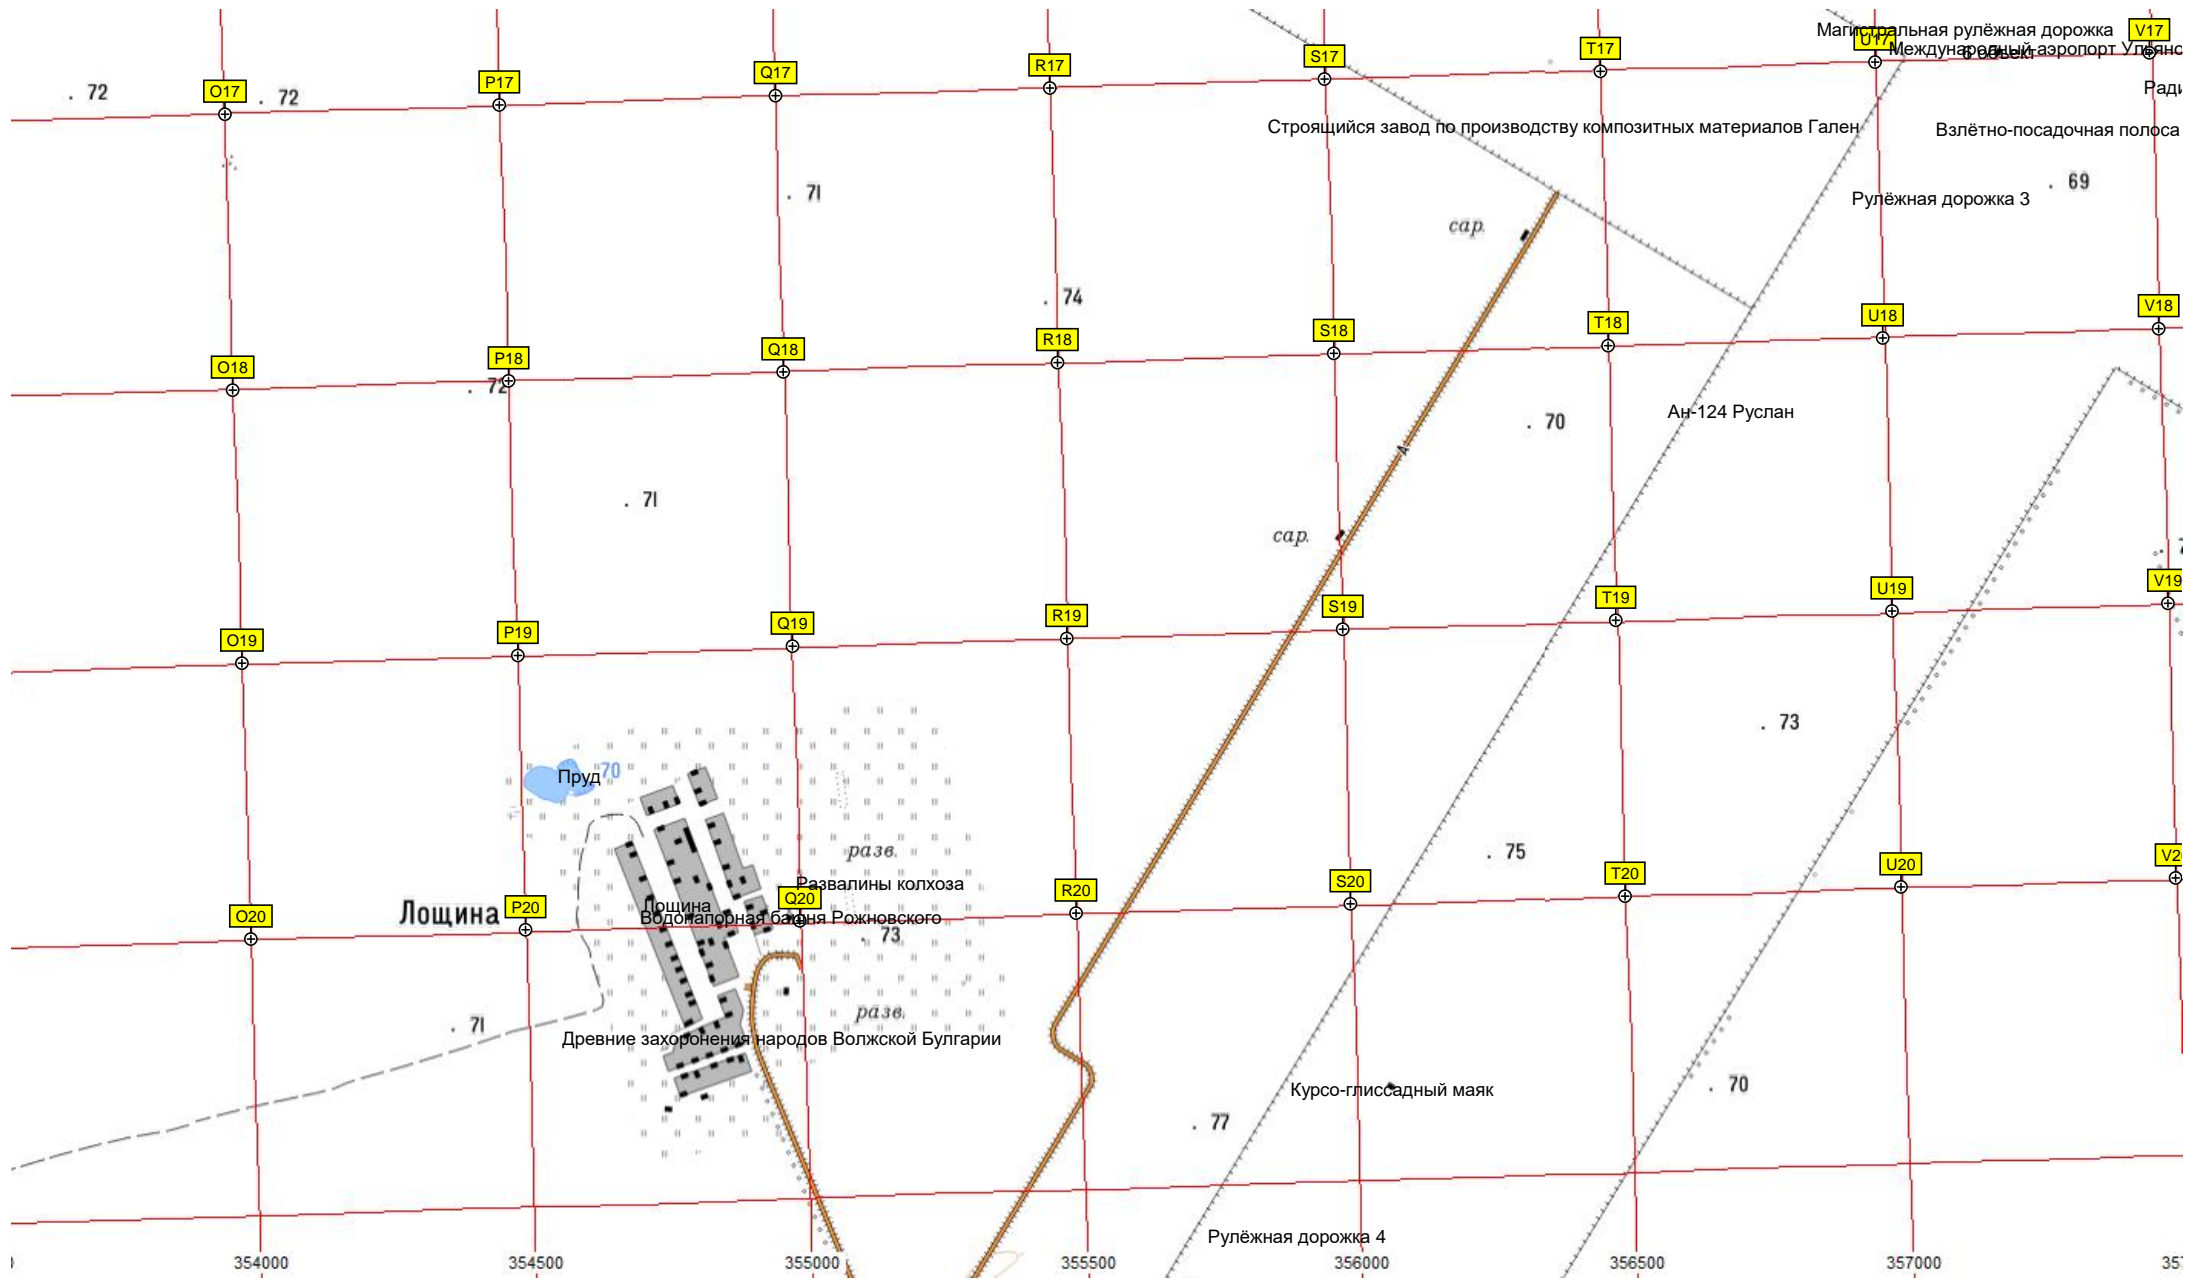 Магистральная рулёжная дорожка
V17
U17
Международный аэропорт
6 объект
S17
T17
R17
Q17
P17
O17
72
72
Строящийся завод по производству композитных материалов Гален
Взлётно-посадочная полоса
71
69
Рулёжная дорожка 3
сар.
74
V18
U18
T18
S18
R18
Q18
P18
O18
72
Ан-124 Руслан
70
71
сар.
V19
U19
T19
S19
R19
Q19
P19
O19
73
Пруд
70
разв.
75
Развалины колхоза
U20
T20
S20
R20
Q20
P20
O20
Лощина
Лощина
Водонапорная башня Рожновского
73
разв.
71
Древние захоронения народов Волжской Булгарии
Курсо-глиссадный маяк
70
77
Рулёжная дорожка 4
354000
354500
355000
355500
356000
356500
357000